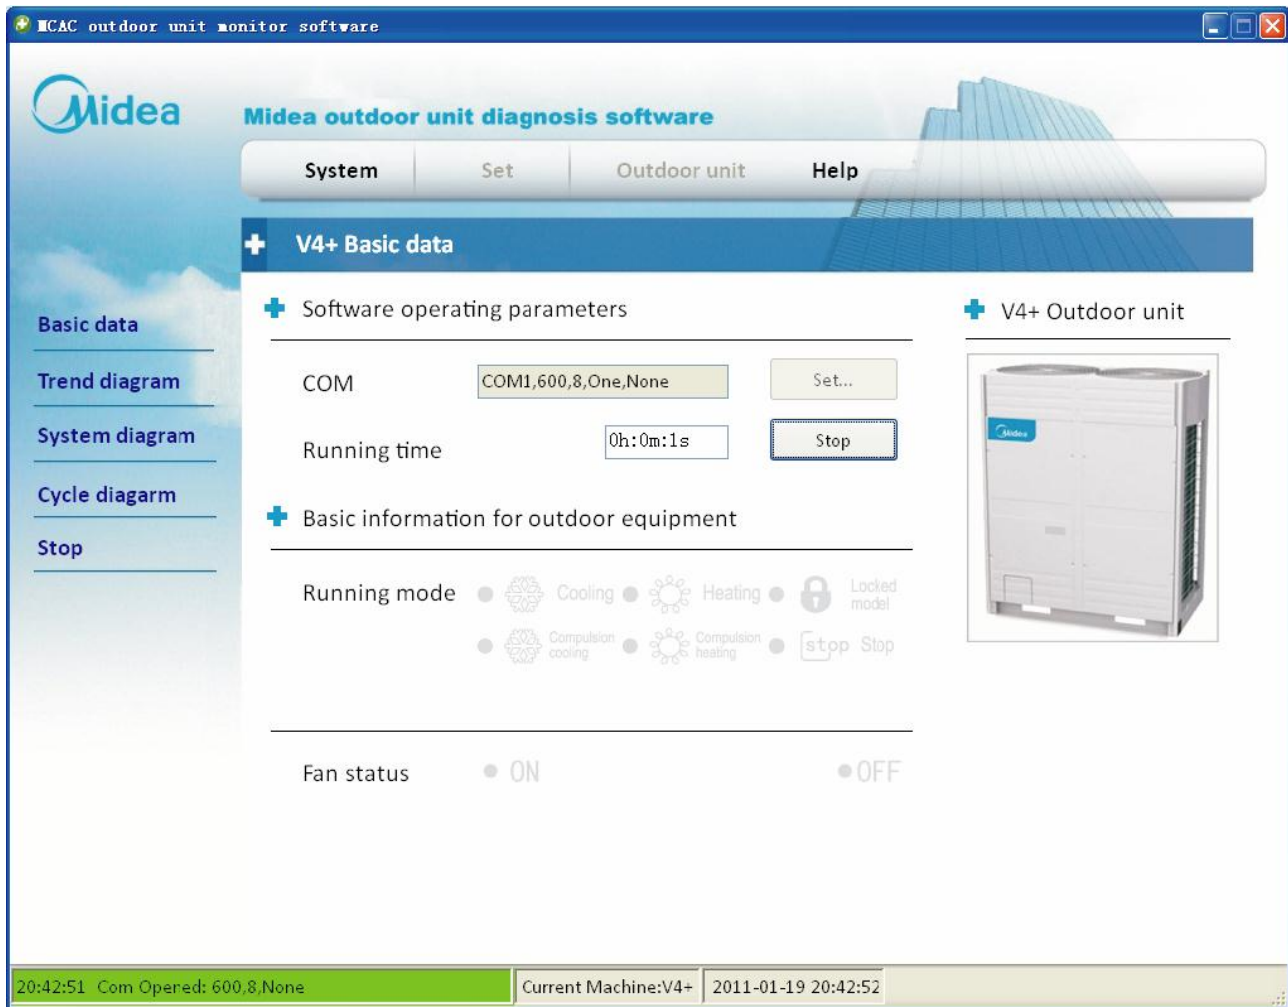 MCAC outdoor unit monitor software
Midea
Midea outdoor unit diagnosis software
System Set Outdoor unit Help
V4+ Basic data
Basic data
Trend diagram
System diagram
Cycle diagarm
Stop
Software operating parameters
COM COM1,600,8,One,None Set...
Running time 0h:0m:1s Stop
Basic information for outdoor equipment
Running mode Cooling Heating Locked model
Compulsion cooling Compulsion heating stop Stop
Fan status ON OFF
V4+ Outdoor unit
Midea
20:42:51 Com Opened: 600,8,None Current Machine:V4+ 2011-01-19 20:42:52